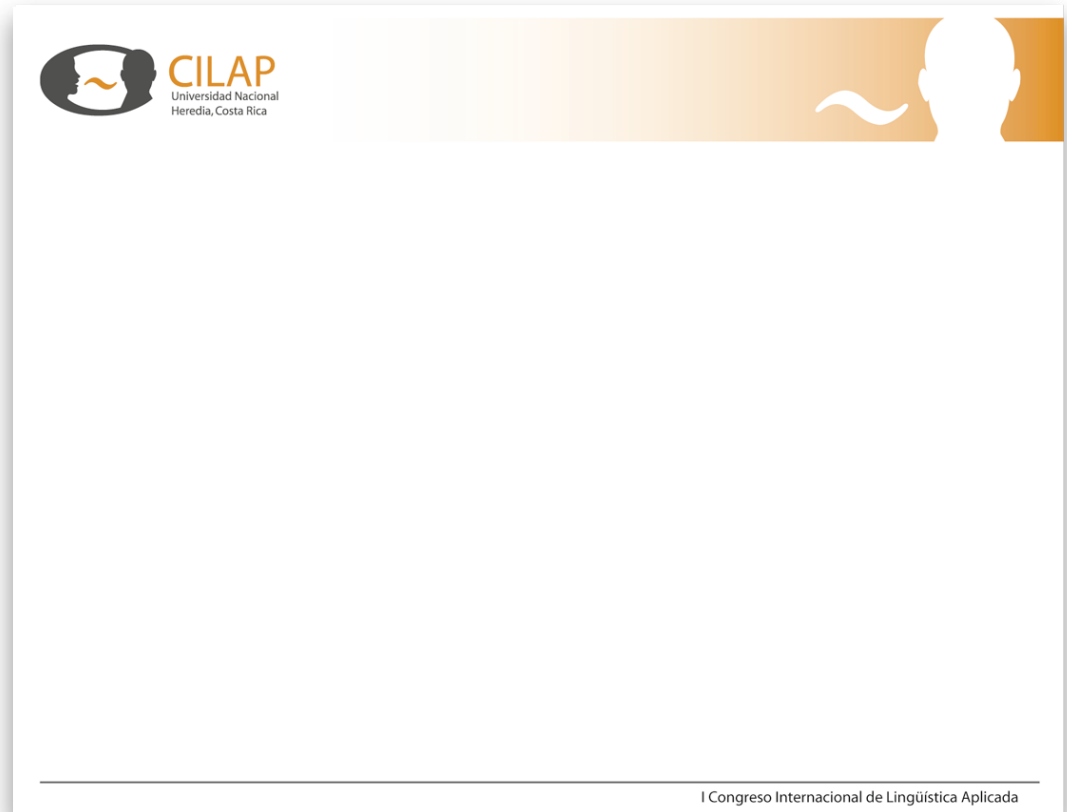 CILAP
Universidad Nacional
Heredia, Costa Rica
I Congreso Internacional de Lingüística Aplicada